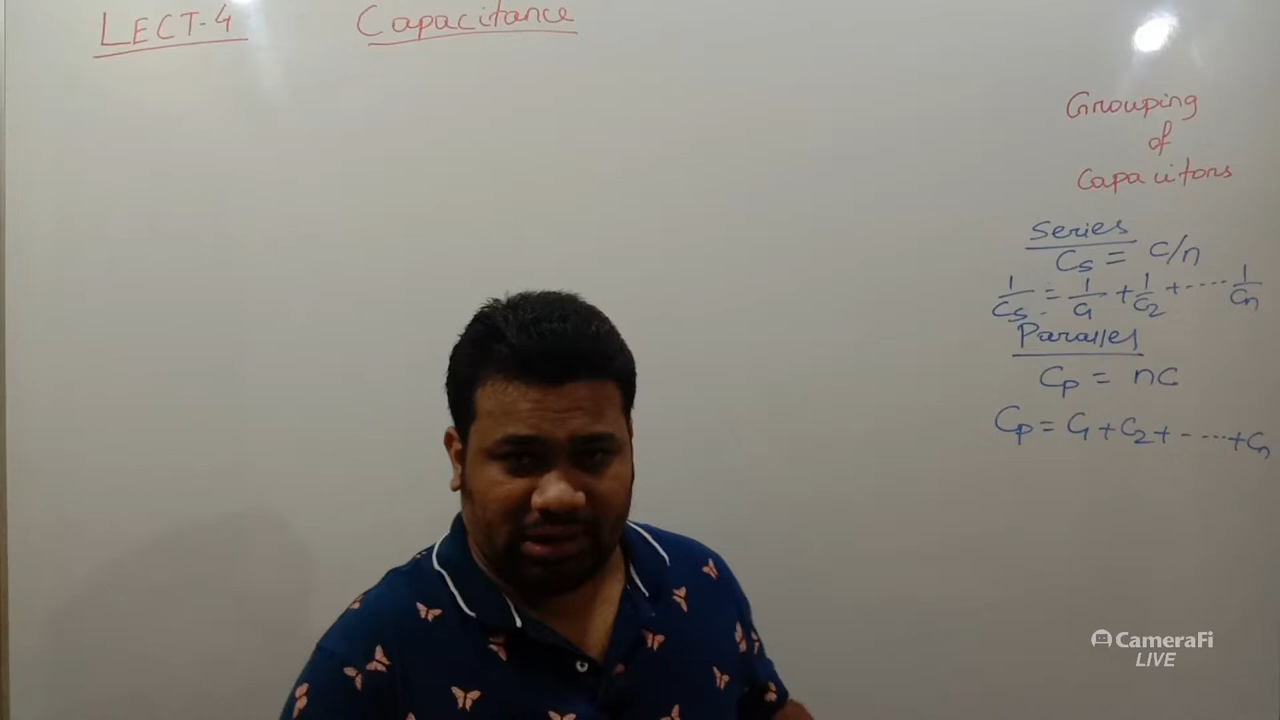 LECT-4 Capacitance
Grouping
of
Capacitors
Series
Cs = C/n
1/Cs = 1/C1 + 1/C2 + ---- 1/Cn
Parallel
Cp = nC
Cp = C1 + C2 + ----- + Cn
CameraFi
LIVE